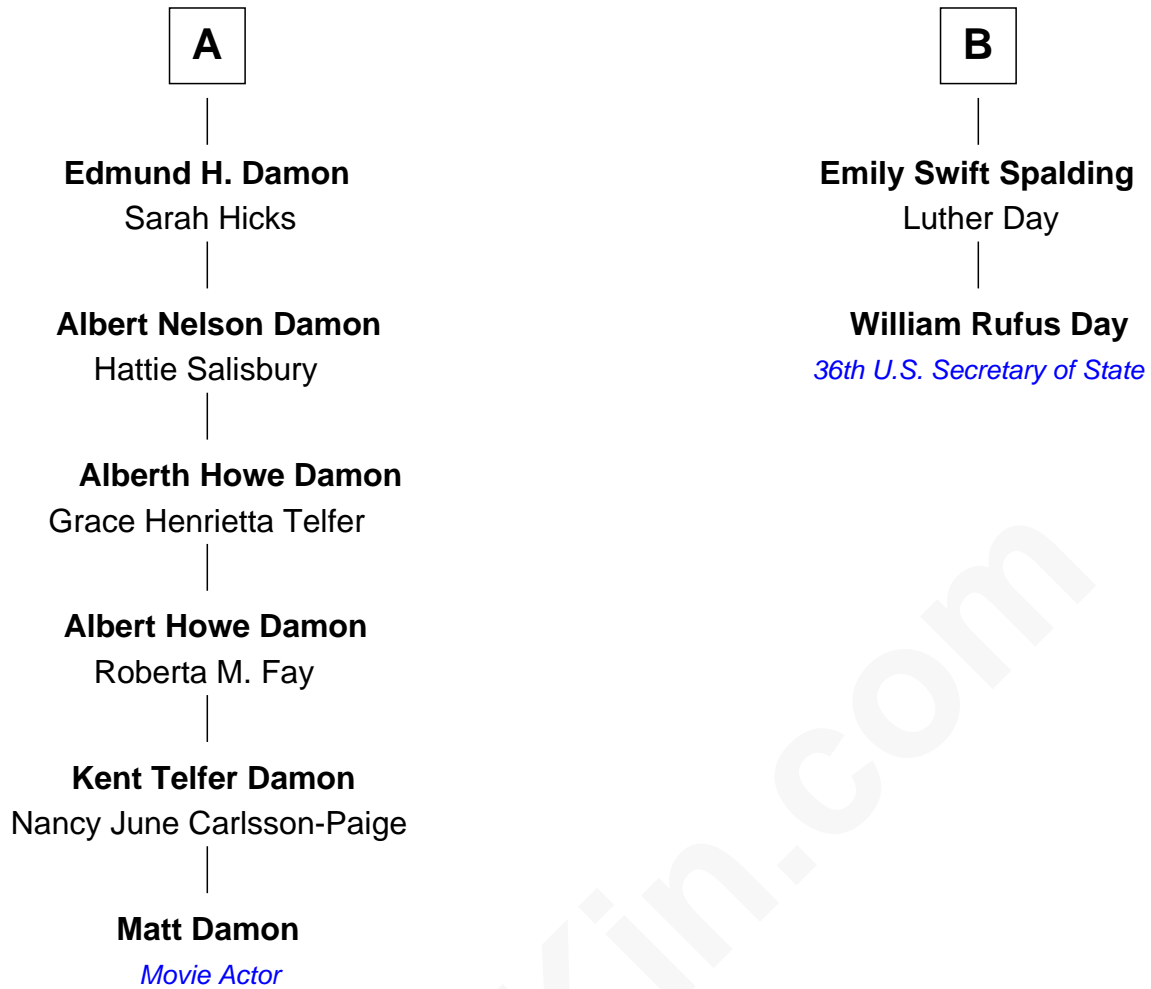 A
Edmund H. Damon
Sarah Hicks
Albert Nelson Damon
Hattie Salisbury
Alberth Howe Damon
Grace Henrietta Telfer
Albert Howe Damon
Roberta M. Fay
Kent Telfer Damon
Nancy June Carlsson-Paige
Matt Damon
Movie Actor
B
Emily Swift Spalding
Luther Day
William Rufus Day
36th U.S. Secretary of State
Kin.com